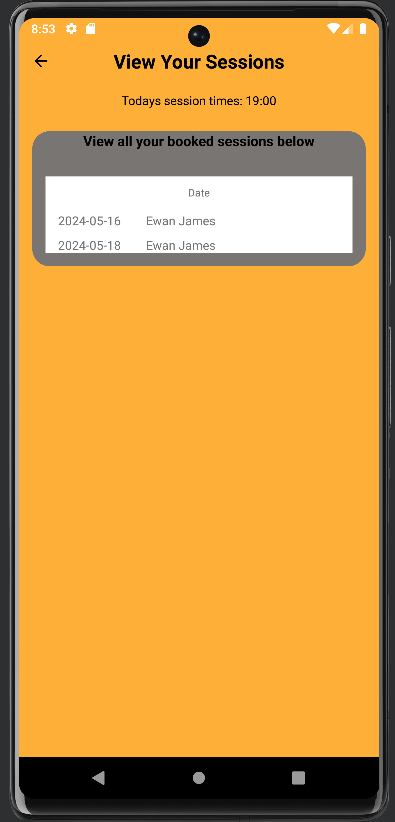 8:53
View Your Sessions
Todays session times: 19:00
View all your booked sessions below
Date
2024-05-16 Ewan James
2024-05-18 Ewan James